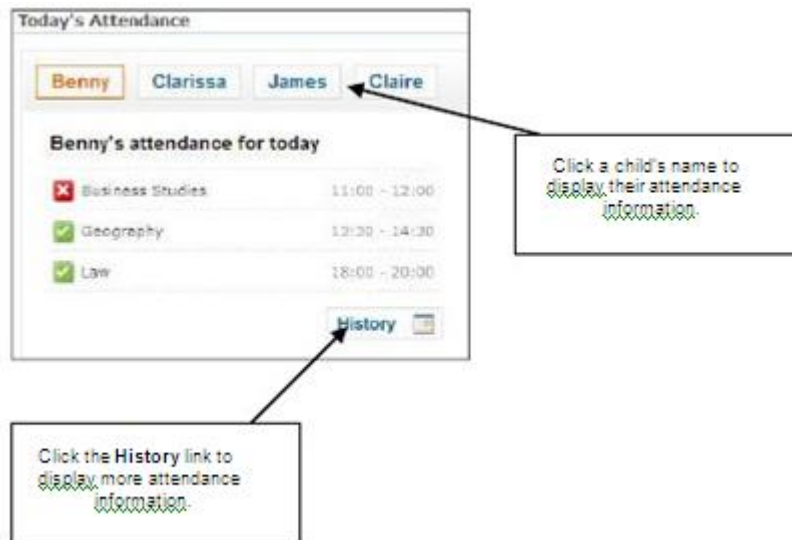 Today's Attendance
Benny Clarissa James Claire
Benny's attendance for today
Business Studies 11:00 - 12:00
Geography 13:30 - 14:30
Law 18:00 - 20:00
History
Click a child's name to
display their attendance
information.
Click the History link to
display more attendance
information.